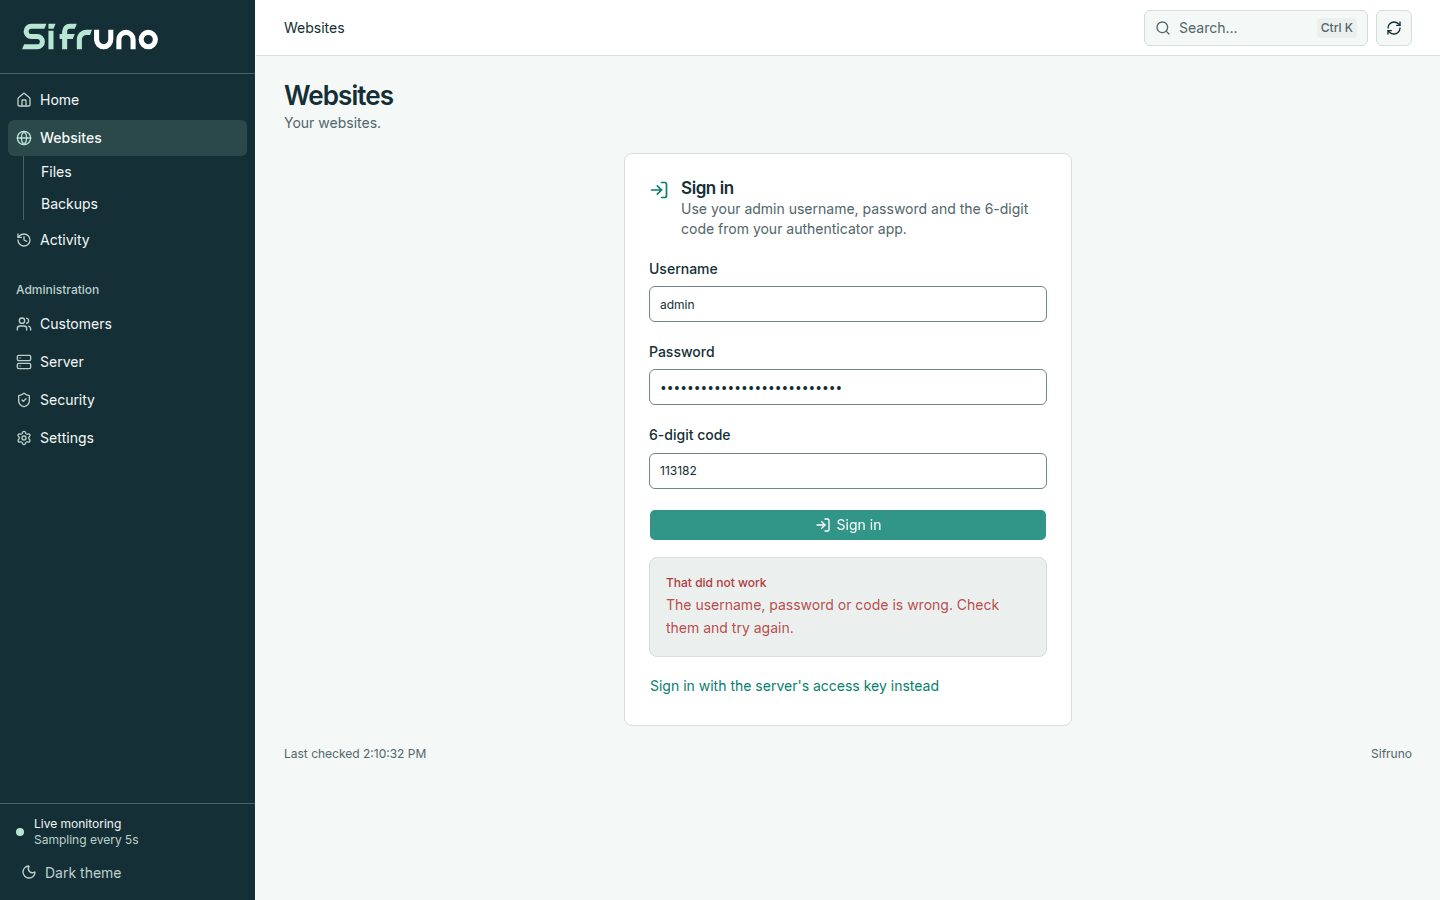 Sifruno
Home
Websites
Files
Backups
Activity
Administration
Customers
Server
Security
Settings
Live monitoring
Sampling every 5s
Dark theme
Websites
Search...
Ctrl K
Websites
Your websites.
Sign in
Use your admin username, password and the 6-digit
code from your authenticator app.
Username
admin
Password
•••••••••••••••••••••••••••
6-digit code
113182
Sign in
That did not work
The username, password or code is wrong. Check
them and try again.
Sign in with the server's access key instead
Last checked 2:10:32 PM
Sifruno